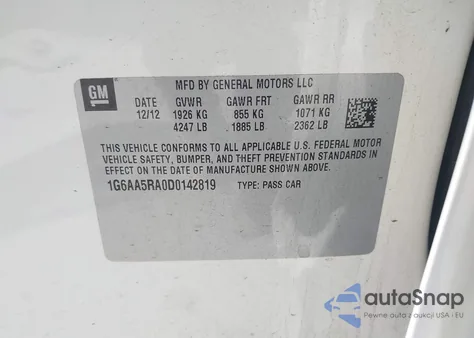 GM
MFD BY GENERAL MOTORS LLC
DATE GVWR GAWR FRT GAWR RR
12/12 1926 KG 855 KG 1071 KG
4247 LB 1885 LB 2362 LB
THIS VEHICLE CONFORMS TO ALL APPLICABLE U.S. FEDERAL MOTOR
VEHICLE SAFETY, BUMPER, AND THEFT PREVENTION STANDARDS IN
EFFECT ON THE DATE OF MANUFACTURE SHOWN ABOVE.
1G6AA5RA0D0142819 TYPE: PASS CAR
autoSnap
Pewne auta z aukcji USA i EU